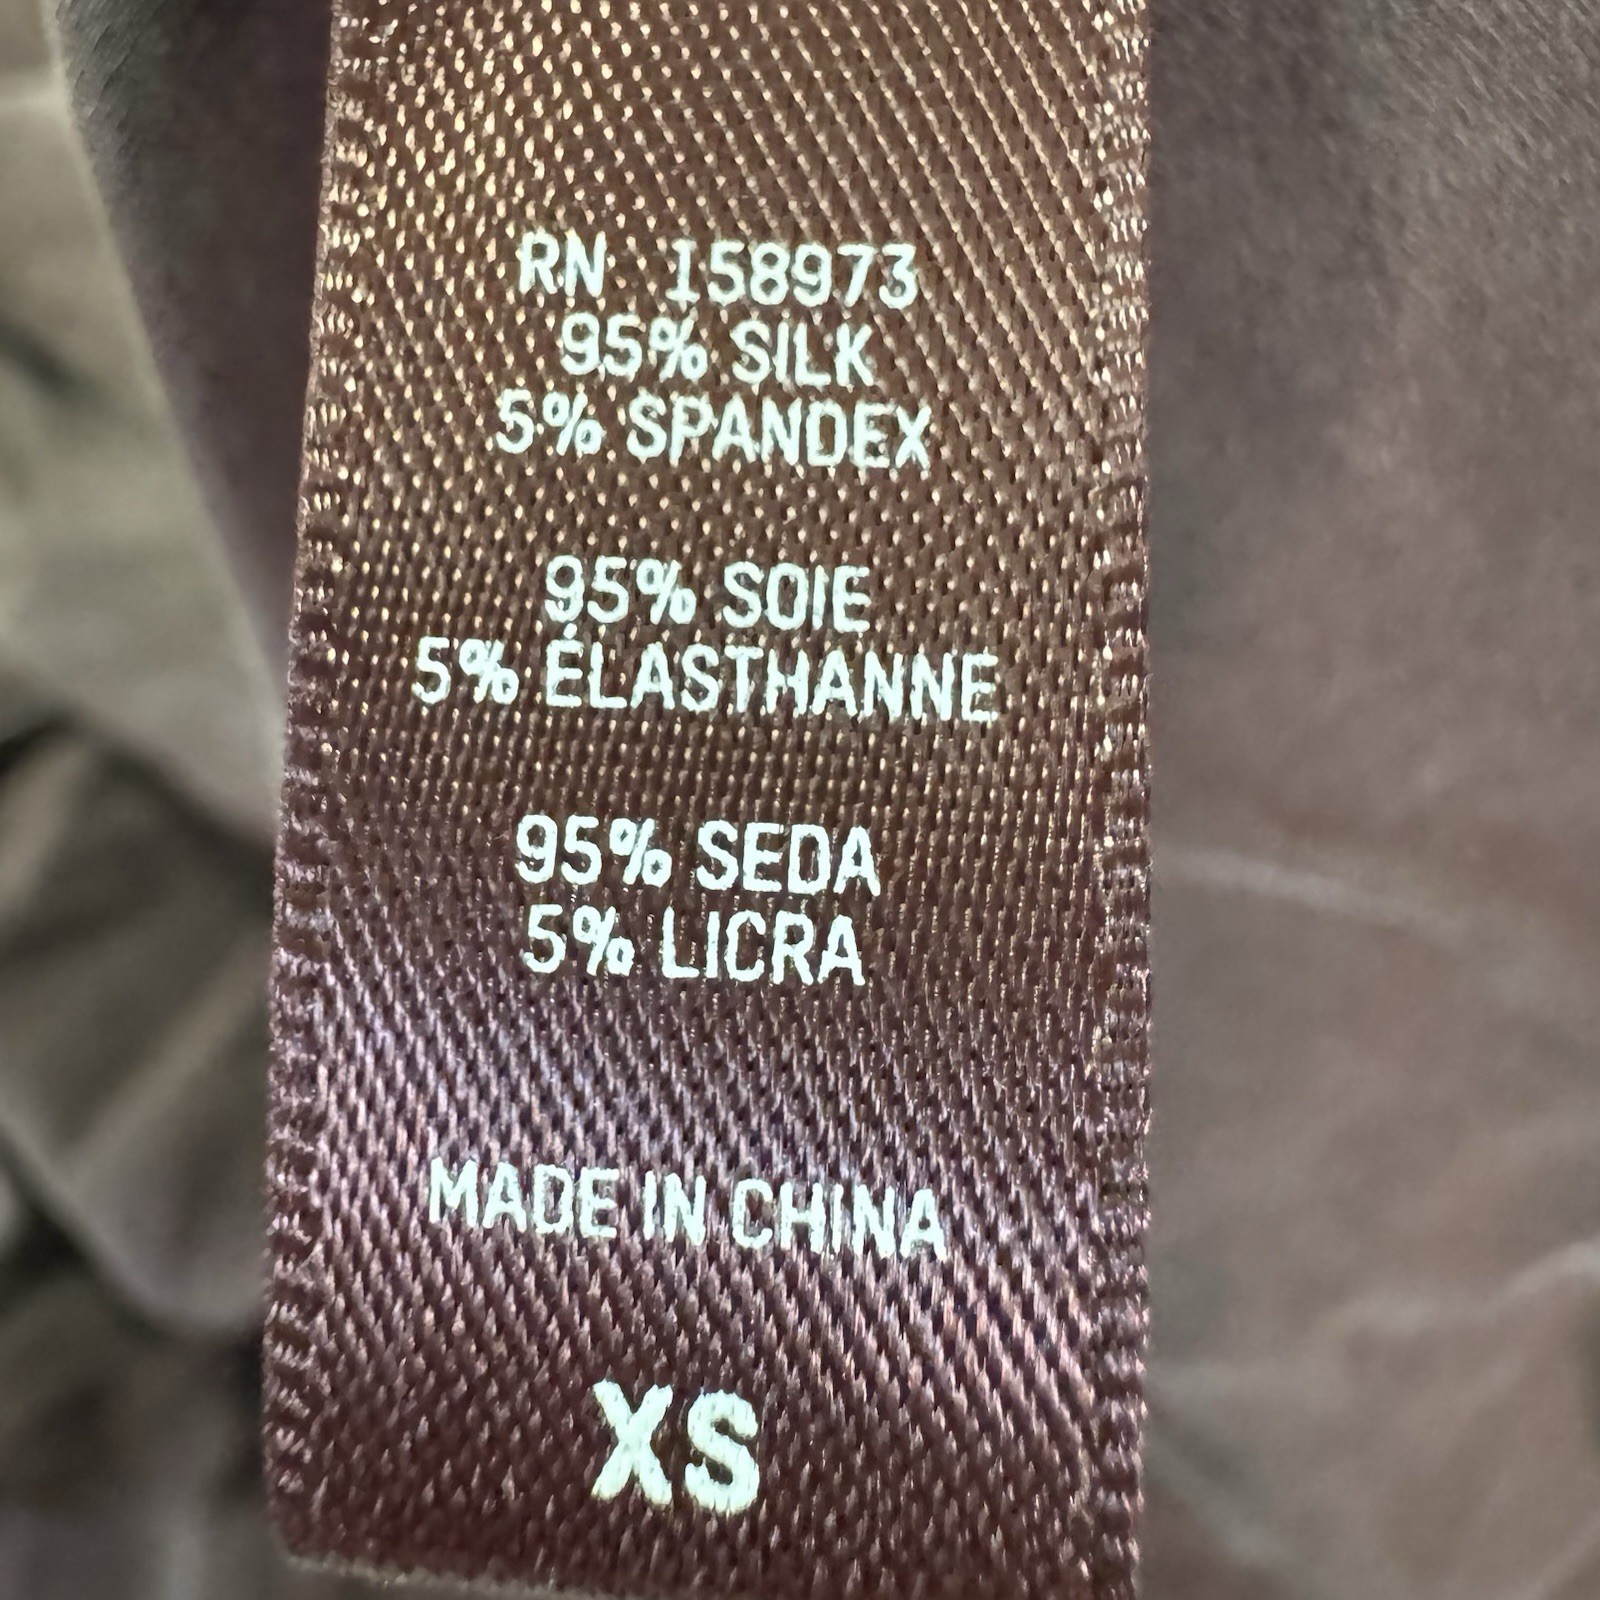 RN 158973
95% SILK
5% SPANDEX
95% SOIE
5% ÉLASTHANNE
95% SEDA
5% LICRA
MADE IN CHINA
XS